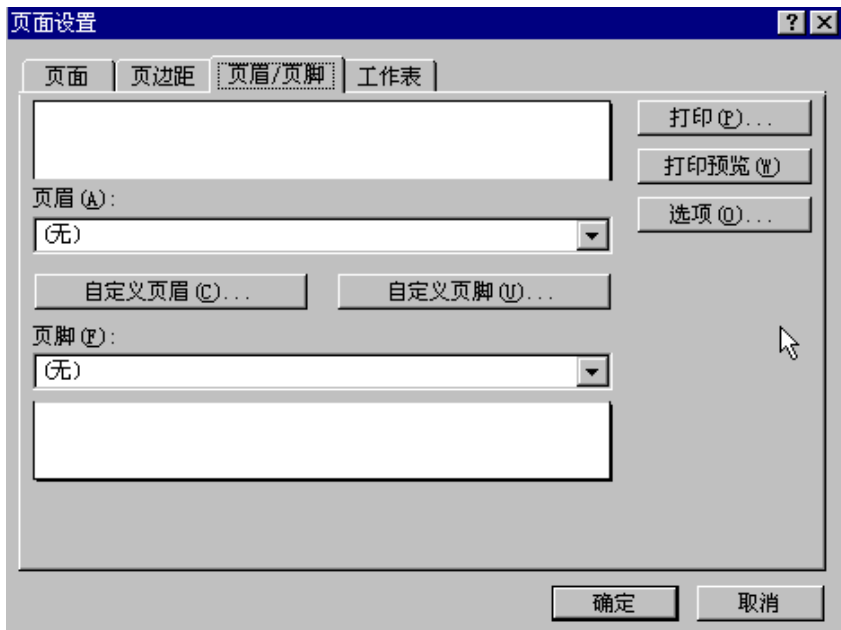 页面设置
页面 页边距 页眉/页脚 工作表
打印(P)...
打印预览(W)
页眉(A):
选项(O)...
(无)
自定义页眉(C)... 自定义页脚(U)...
页脚(F):
(无)
确定 取消